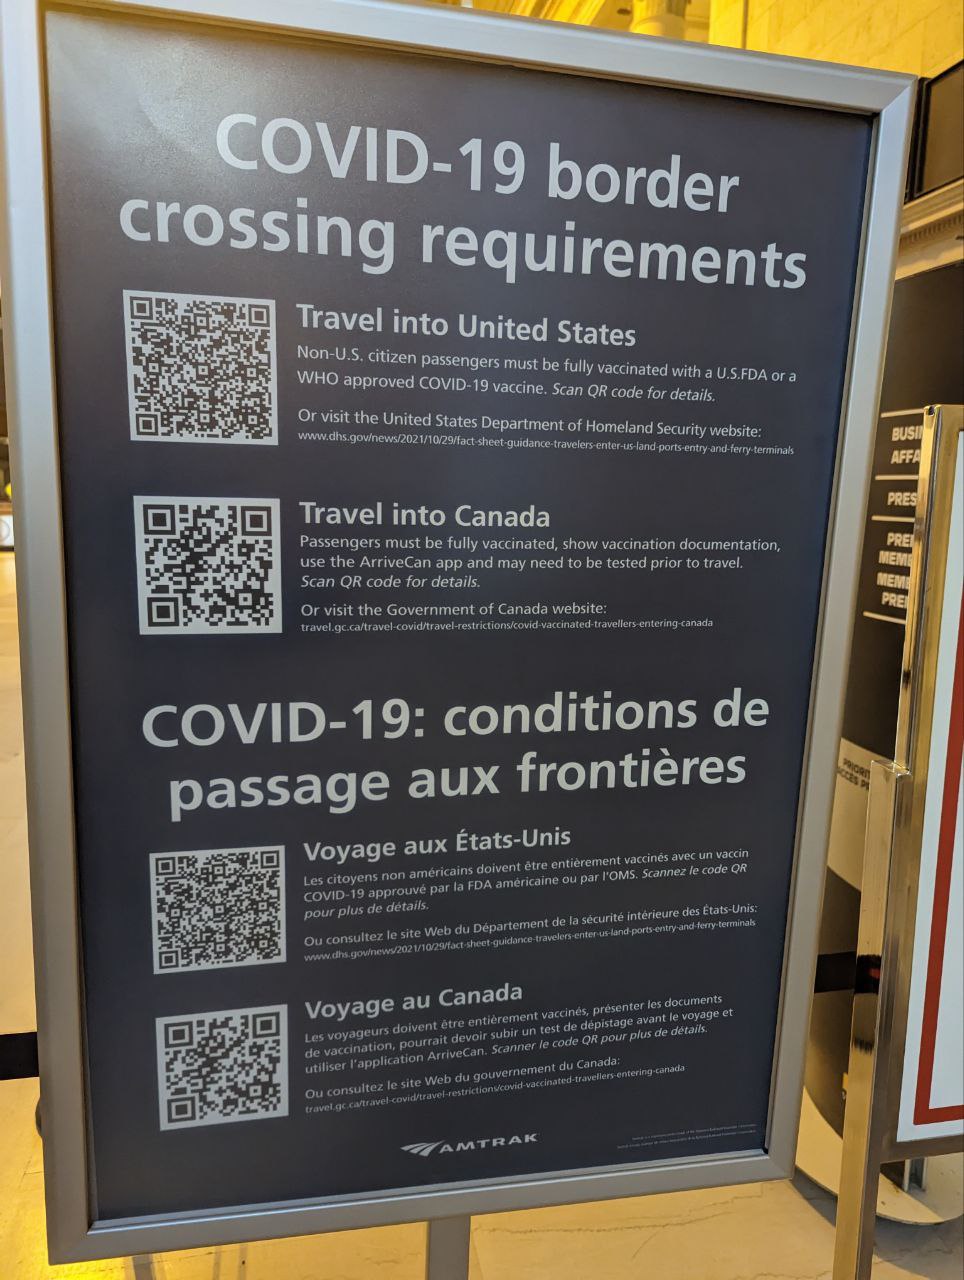 COVID-19 border
crossing requirements
Travel into United States
Non-U.S. citizen passengers must be fully vaccinated with a U.S.FDA or a
WHO approved COVID-19 vaccine. Scan QR code for details.
Or visit the United States Department of Homeland Security website:
www.dhs.gov/news/2021/10/29/fact-sheet-guidance-travelers-enter-us-land-ports-entry-and-ferry-terminals
Travel into Canada
Passengers must be fully vaccinated, show vaccination documentation,
use the ArriveCan app and may need to be tested prior to travel.
Scan QR code for details.
Or visit the Government of Canada website:
travel.gc.ca/travel-covid/travel-restrictions/covid-vaccinated-travellers-entering-canada
COVID-19: conditions de
passage aux frontières
Voyage aux États-Unis
Les citoyens non américains doivent être entièrement vaccinés avec un vaccin
COVID-19 approuvé par la FDA américaine ou par l'OMS. Scannez le code QR
pour plus de détails.
Ou consultez le site Web du Département de la sécurité intérieure des États-Unis:
www.dhs.gov/news/2021/10/29/fact-sheet-guidance-travelers-enter-us-land-ports-entry-and-ferry-terminals
Voyage au Canada
Les voyageurs doivent être entièrement vaccinés, présenter les documents
de vaccination, pourrait devoir subir un test de dépistage avant le voyage et
utiliser l'application ArriveCan. Scanner le code QR pour plus de détails.
Ou consultez le site Web du gouvernement du Canada:
travel.gc.ca/travel-covid/travel-restrictions/covid-vaccinated-travellers-entering-canada
AMTRAK
BUSI
AFFA
PRES
PRE
MEM
MEM
PRE